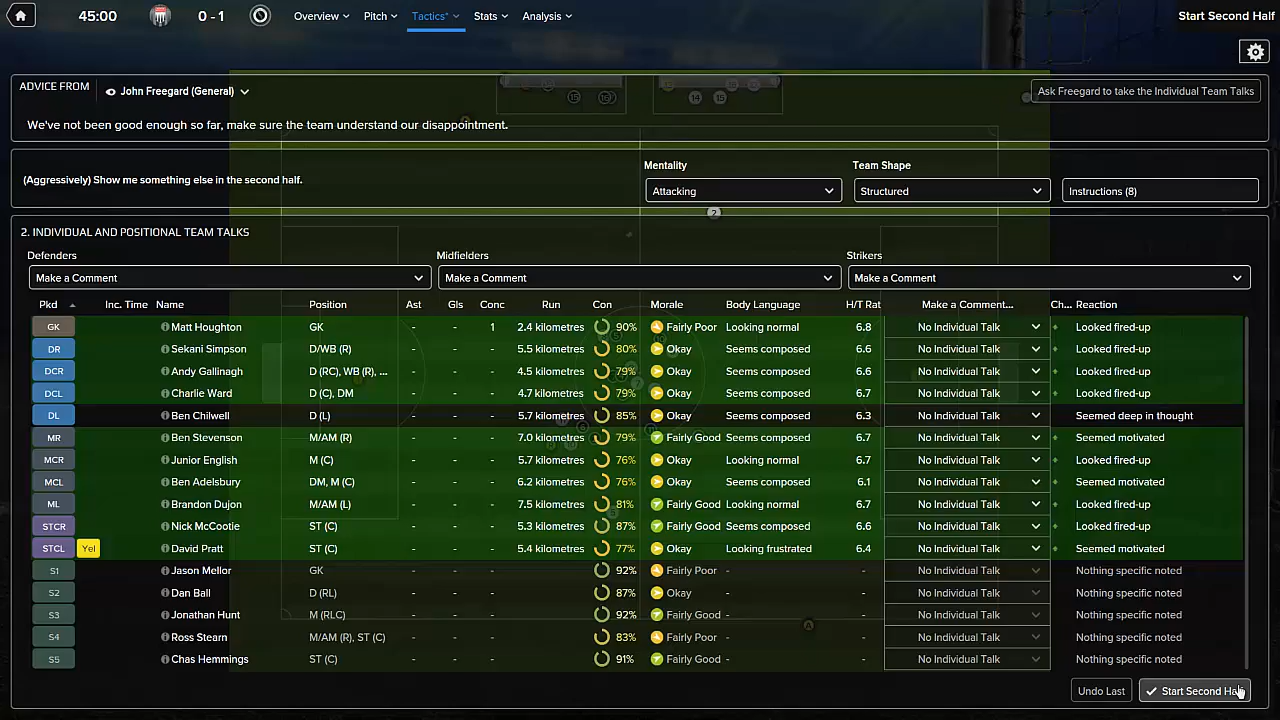 45:00 0 - 1 Overview Pitch Tactics* Stats Analysis Start Second Half
ADVICE FROM John Freegard (General) Ask Freegard to take the Individual Team Talks
We've not been good enough so far, make sure the team understand our disappointment.
Mentality Team Shape
(Aggressively) Show me something else in the second half.
Attacking Structured Instructions (8)
2. INDIVIDUAL AND POSITIONAL TEAM TALKS
Defenders Midfielders Strikers
Make a Comment Make a Comment Make a Comment
Pkd Inc. Time Name Position Ast Gls Conc Run Con Morale Body Language H/T Rat Make a Comment... Ch... Reaction
GK Matt Houghton GK - - 1 2.4 kilometres 90% Fairly Poor Looking normal 6.8 No Individual Talk Looked fired-up
DR Sekani Simpson D/WB (R) - - - 5.5 kilometres 80% Okay Seems composed 6.6 No Individual Talk Looked fired-up
DCR Andy Gallinagh D (RC), WB (R), ... - - - 4.5 kilometres 79% Okay Seems composed 6.6 No Individual Talk Looked fired-up
DCL Charlie Ward D (C), DM - - - 4.7 kilometres 79% Okay Seems composed 6.7 No Individual Talk Looked fired-up
DL Ben Chilwell D (L) - - - 5.7 kilometres 85% Okay Seems composed 6.3 No Individual Talk Seemed deep in thought
MR Ben Stevenson M/AM (R) - - - 7.0 kilometres 79% Fairly Good Seems composed 6.7 No Individual Talk Seemed motivated
MCR Junior English M (C) - - - 5.7 kilometres 76% Okay Looking normal 6.7 No Individual Talk Looked fired-up
MCL Ben Adelsbury DM, M (C) - - - 6.2 kilometres 76% Okay Seems composed 6.1 No Individual Talk Seemed motivated
ML Brandon Dujon M/AM (L) - - - 7.5 kilometres 81% Fairly Good Looking normal 6.7 No Individual Talk Looked fired-up
STCR Nick McCootie ST (C) - - - 5.3 kilometres 87% Fairly Good Seems composed 6.6 No Individual Talk Looked fired-up
STCL Yel David Pratt ST (C) - - - 5.4 kilometres 77% Okay Looking frustrated 6.4 No Individual Talk Seemed motivated
S1 Jason Mellor GK - - - 92% Fairly Poor - - No Individual Talk Nothing specific noted
S2 Dan Ball D (RL) - - - 87% Okay - - No Individual Talk Nothing specific noted
S3 Jonathan Hunt M (RLC) - - - 92% Fairly Good - - No Individual Talk Nothing specific noted
S4 Ross Stearn M/AM (R), ST (C) - - - 83% Fairly Poor - - No Individual Talk Nothing specific noted
S5 Chas Hemmings ST (C) - - - 91% Fairly Good - - No Individual Talk Nothing specific noted
Undo Last Start Second Half